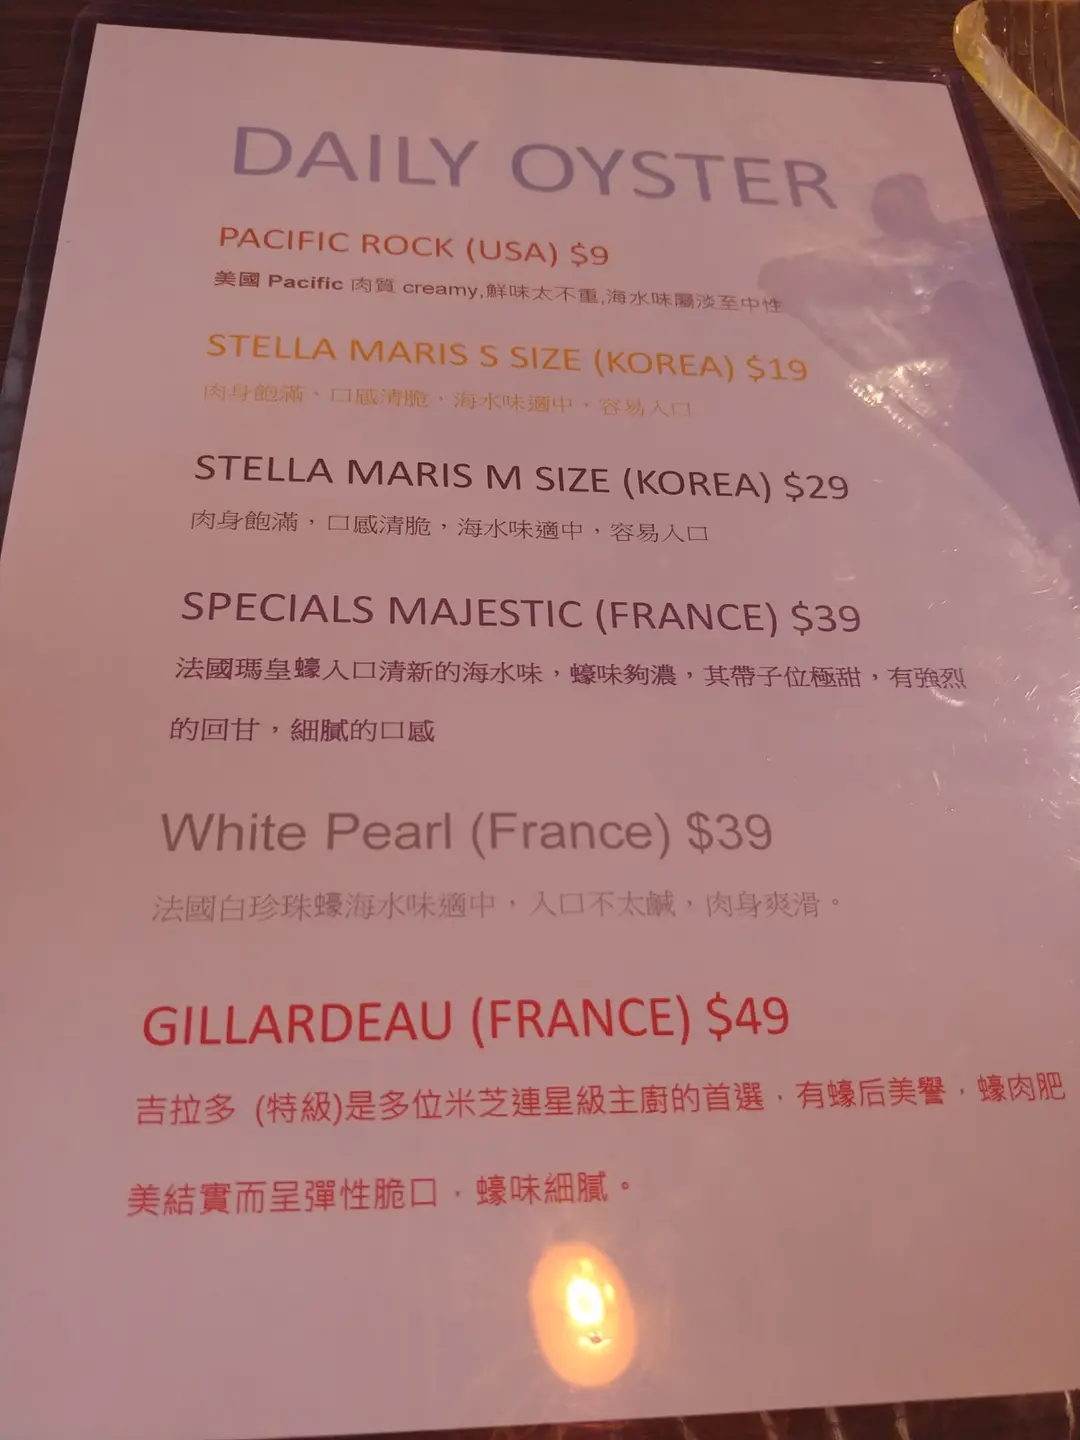 DAILY OYSTER
PACIFIC ROCK (USA) $9
美國 Pacific 肉質 creamy,鮮味太不重,海水味屬淡至中性
STELLA MARIS S SIZE (KOREA) $19
肉身飽滿、口感清脆，海水味適中，容易入口
STELLA MARIS M SIZE (KOREA) $29
肉身飽滿，口感清脆，海水味適中，容易入口
SPECIALS MAJESTIC (FRANCE) $39
法國瑪皇蠔入口清新的海水味，蠔味夠濃，其帶子位極甜，有強烈
的回甘，細膩的口感
White Pearl (France) $39
法國白珍珠蠔海水味適中，入口不太鹹，肉身爽滑。
GILLARDEAU (FRANCE) $49
吉拉多 (特級)是多位米芝連星級主廚的首選，有蠔后美譽，蠔肉肥
美結實而呈彈性脆口，蠔味細膩。